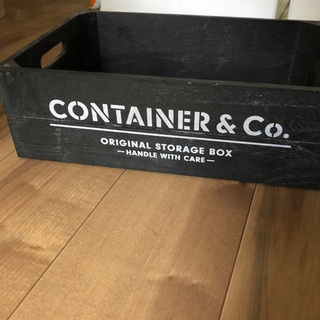 CONTAINER & Co.
ORIGINAL STORAGE BOX
—HANDLE WITH CARE—